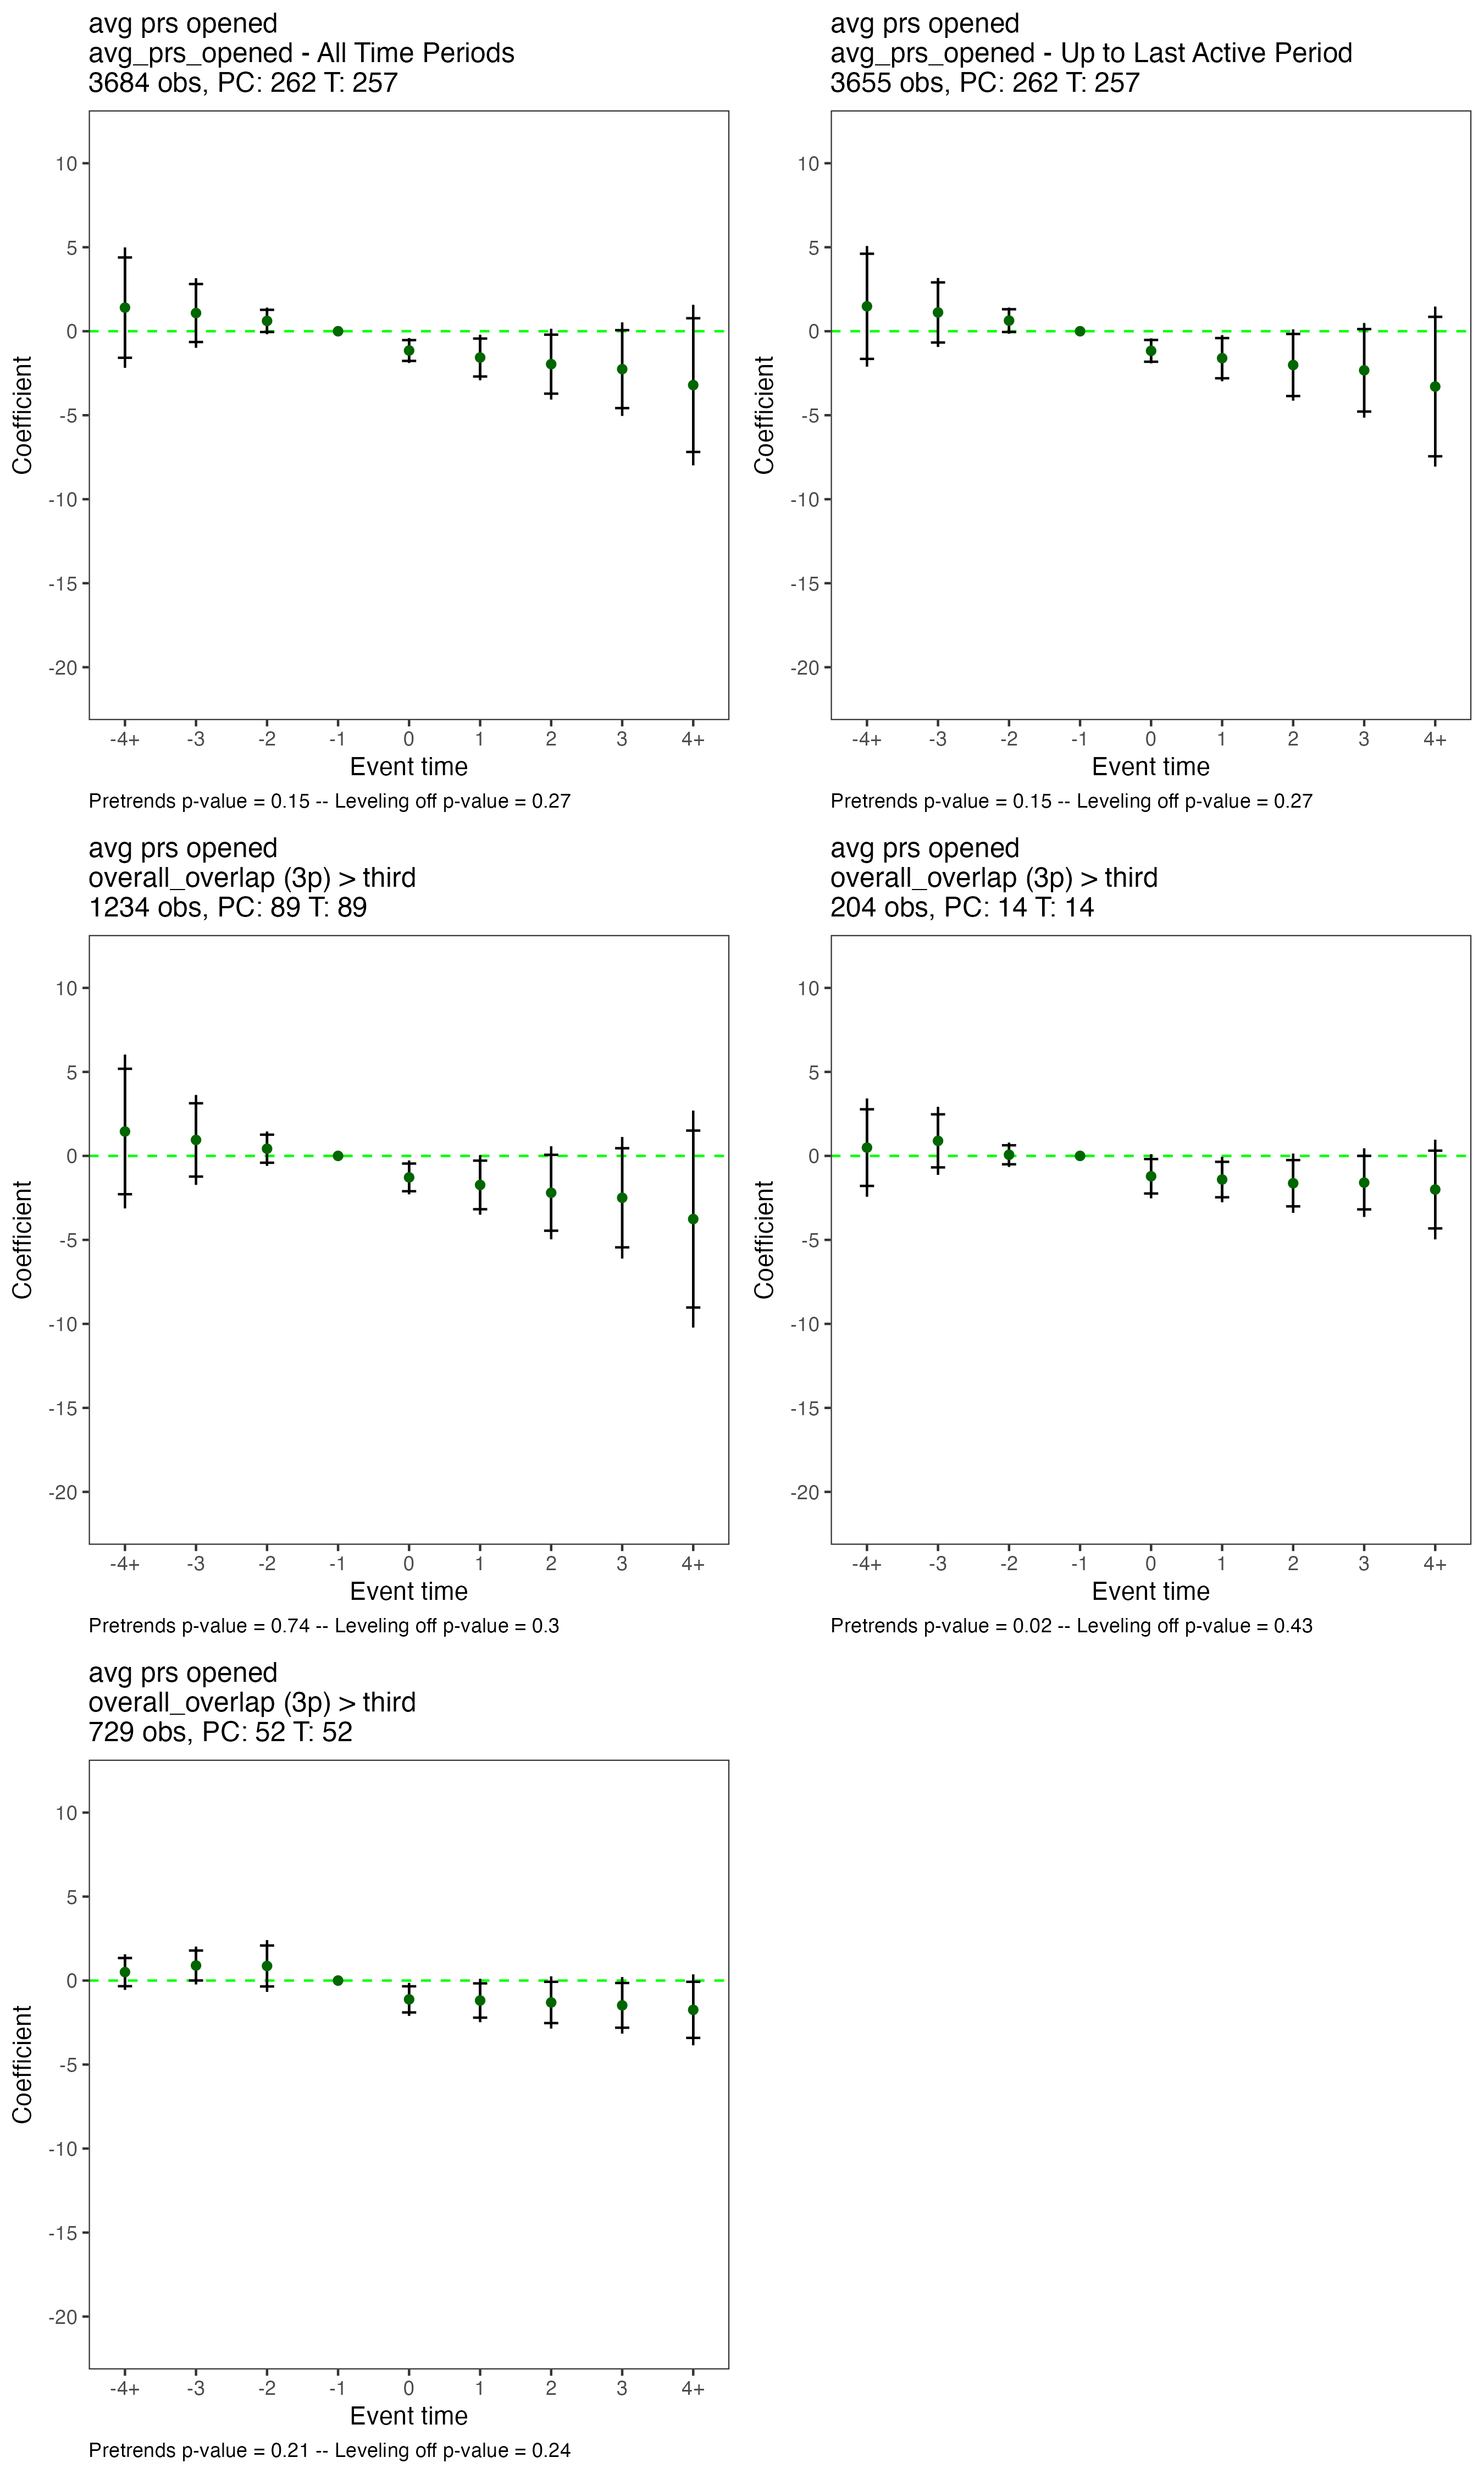 avg prs opened
avg_prs_opened - All Time Periods
3684 obs, PC: 262 T: 257
10
5
0
-5
-10
-15
-20
Coefficient
-4+ -3 -2 -1 0 1 2 3 4+
Event time
Pretrends p-value = 0.15 -- Leveling off p-value = 0.27
avg prs opened
avg_prs_opened - Up to Last Active Period
3655 obs, PC: 262 T: 257
10
5
0
-5
-10
-15
-20
Coefficient
-4+ -3 -2 -1 0 1 2 3 4+
Event time
Pretrends p-value = 0.15 -- Leveling off p-value = 0.27
avg prs opened
overall_overlap (3p) > third
1234 obs, PC: 89 T: 89
10
5
0
-5
-10
-15
-20
Coefficient
-4+ -3 -2 -1 0 1 2 3 4+
Event time
Pretrends p-value = 0.74 -- Leveling off p-value = 0.3
avg prs opened
overall_overlap (3p) > third
204 obs, PC: 14 T: 14
10
5
0
-5
-10
-15
-20
Coefficient
-4+ -3 -2 -1 0 1 2 3 4+
Event time
Pretrends p-value = 0.02 -- Leveling off p-value = 0.43
avg prs opened
overall_overlap (3p) > third
729 obs, PC: 52 T: 52
10
5
0
-5
-10
-15
-20
Coefficient
-4+ -3 -2 -1 0 1 2 3 4+
Event time
Pretrends p-value = 0.21 -- Leveling off p-value = 0.24